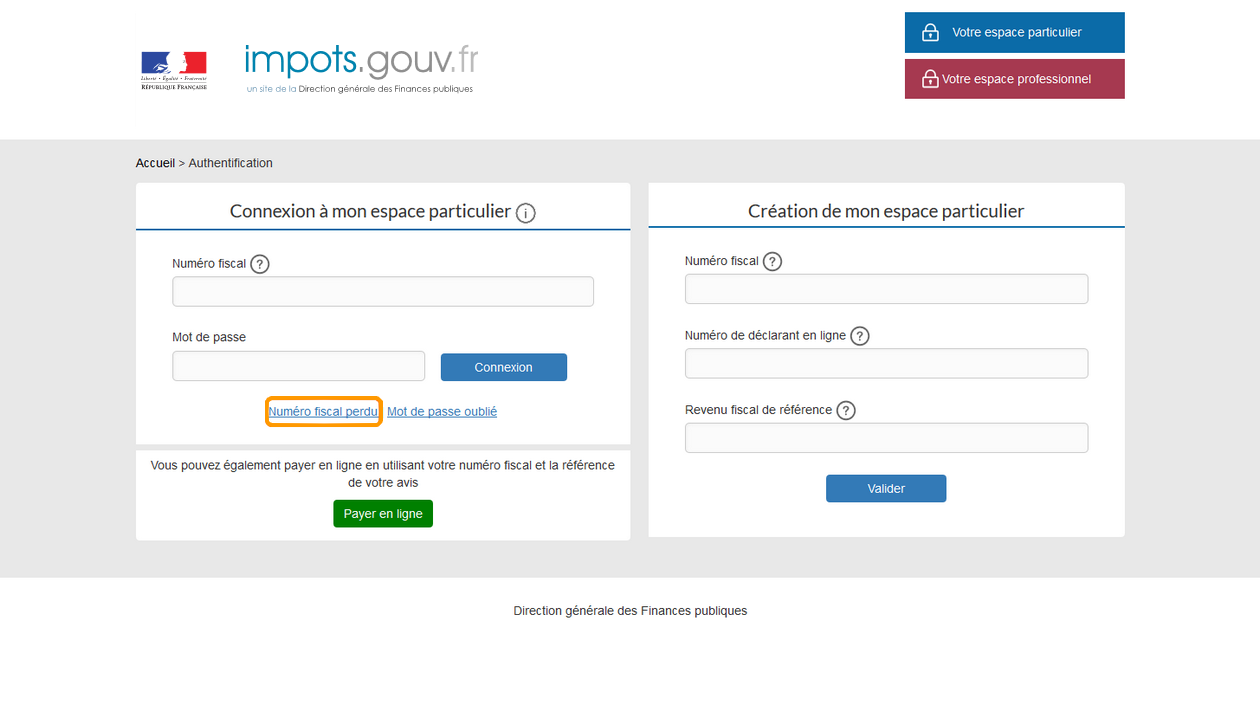 Votre espace particulier
Votre espace professionnel
Liberté • Égalité • Fraternité
RÉPUBLIQUE FRANÇAISE
impots.gouv.fr
un site de la Direction générale des Finances publiques
Accueil > Authentification
Connexion à mon espace particulier i
Numéro fiscal ?
Mot de passe
Connexion
Numéro fiscal perdu Mot de passe oublié
Vous pouvez également payer en ligne en utilisant votre numéro fiscal et la référence
de votre avis
Payer en ligne
Création de mon espace particulier
Numéro fiscal ?
Numéro de déclarant en ligne ?
Revenu fiscal de référence ?
Valider
Direction générale des Finances publiques